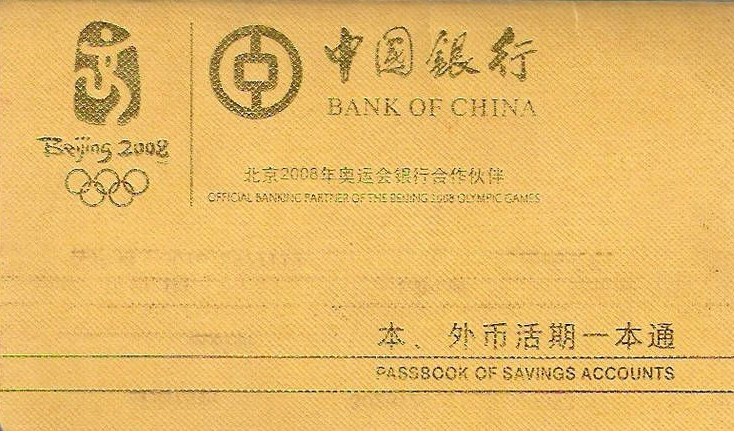 Beijing 2008
中国银行
BANK OF CHINA
北京2008年奥运会银行合作伙伴
OFFICIAL BANKING PARTNER OF THE BEIJING 2008 OLYMPIC GAMES
本、外币活期一本通
PASSBOOK OF SAVINGS ACCOUNTS